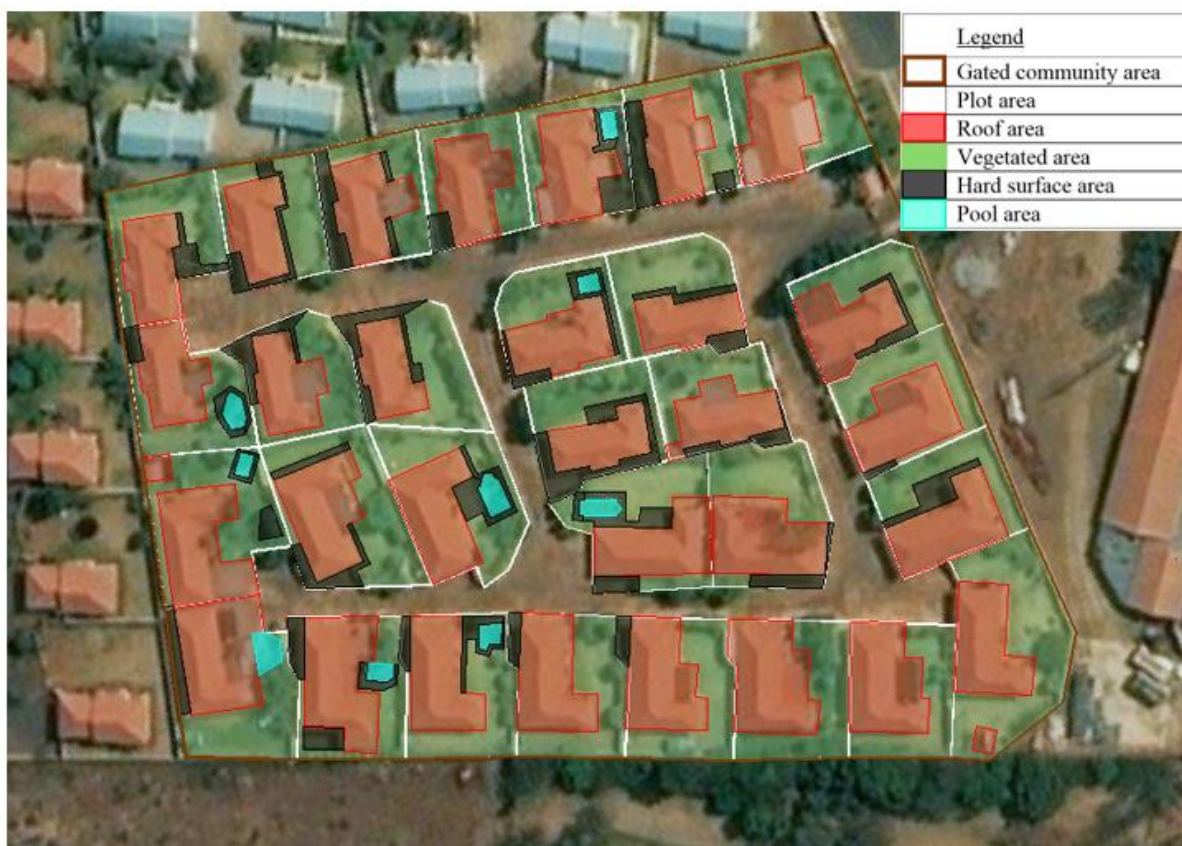 Legend
Gated community area
Plot area
Roof area
Vegetated area
Hard surface area
Pool area